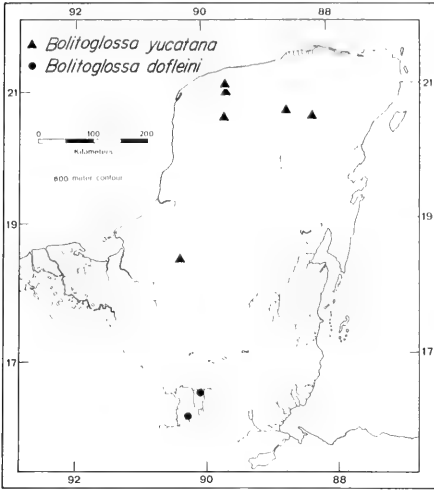 92 90 88
▲ Bolitoglossa yucatana
● Bolitoglossa dofleini
21 21
0 100 200
Kilometers
600 meter contour
19 19
17 17
92 90 88